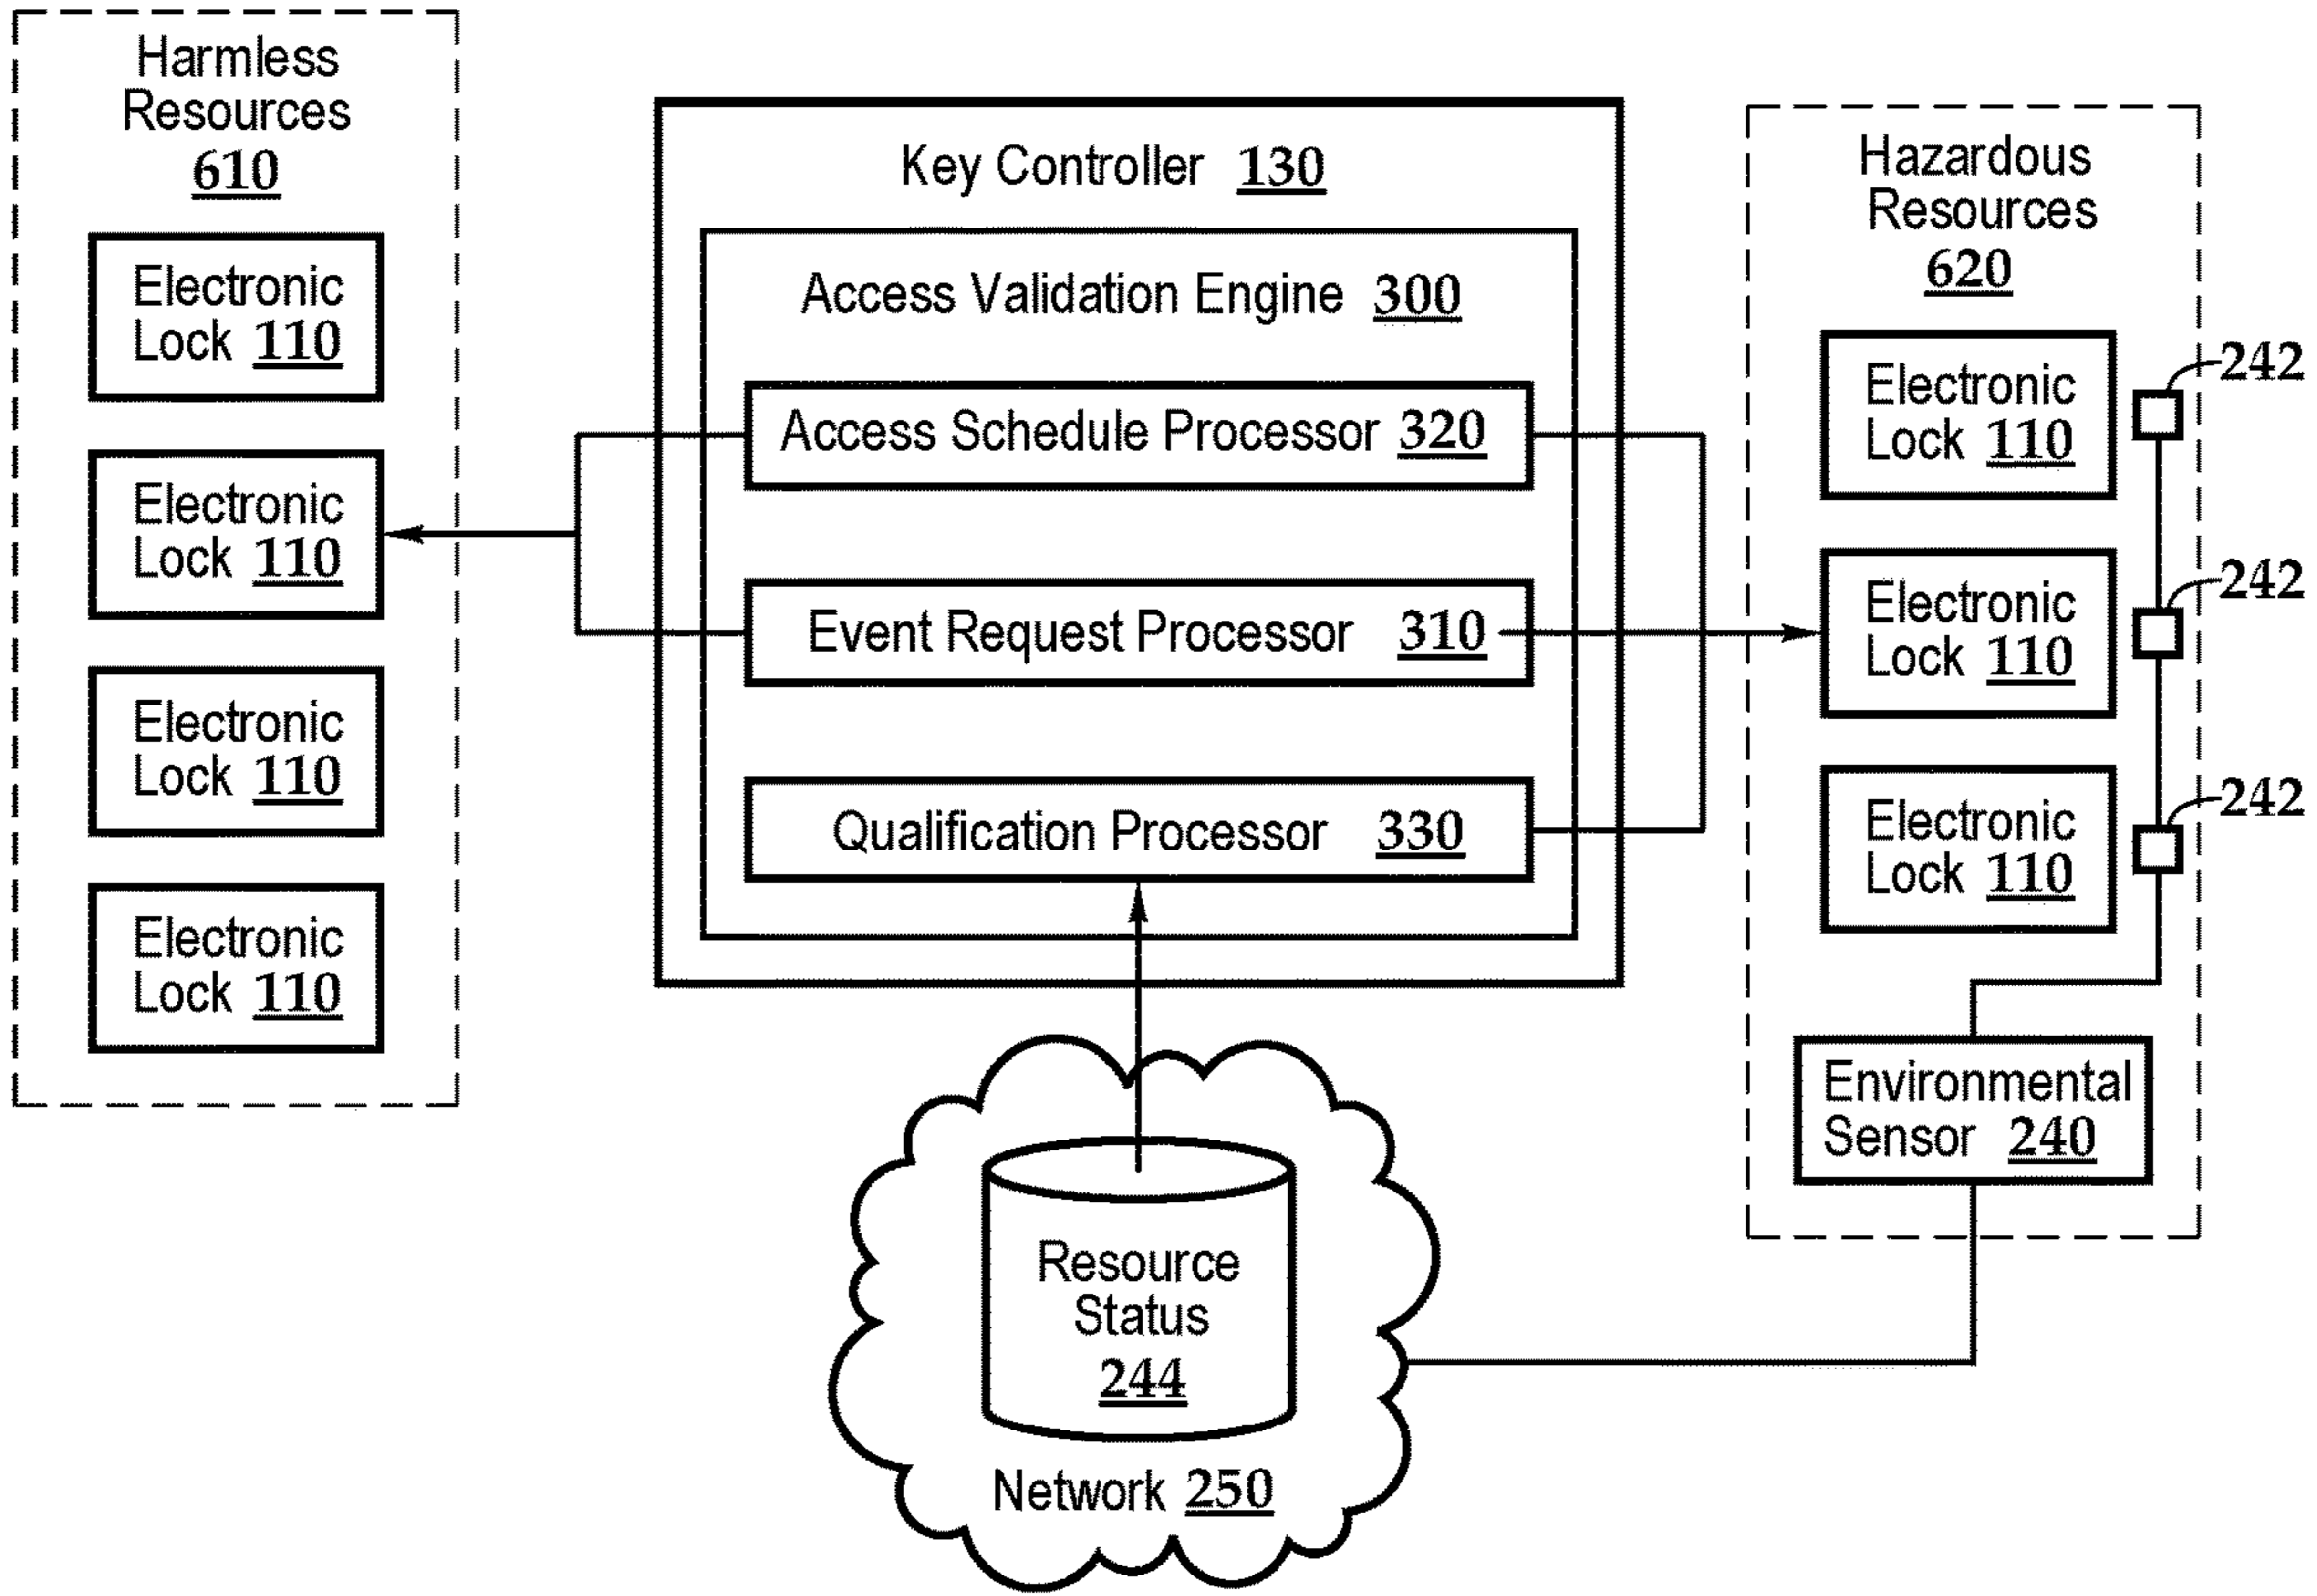 Harmless
Resources
610
Electronic
Lock 110
Electronic
Lock 110
Electronic
Lock 110
Electronic
Lock 110
Key Controller 130
Access Validation Engine 300
Access Schedule Processor 320
Event Request Processor 310
Qualification Processor 330
Resource
Status
244
Network 250
Hazardous
Resources
620
Electronic
Lock 110
242
Electronic
Lock 110
242
Electronic
Lock 110
242
Environmental
Sensor 240